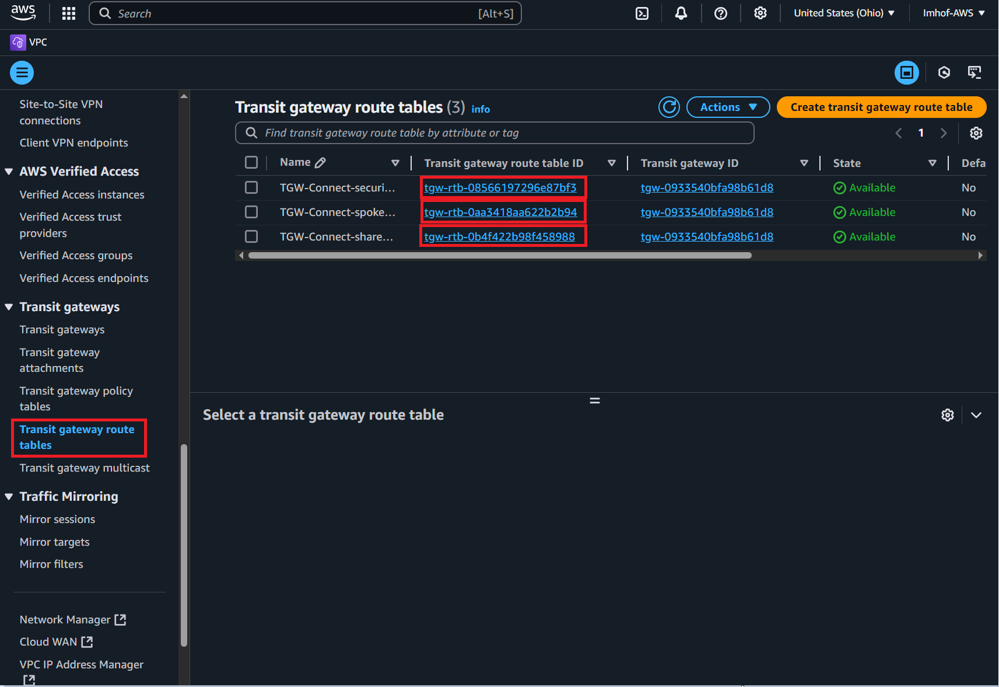 aws
Search [Alt+S]
United States (Ohio)
Imhof-AWS
VPC
Site-to-Site VPN
connections
Client VPN endpoints
AWS Verified Access
Verified Access instances
Verified Access trust
providers
Verified Access groups
Verified Access endpoints
Transit gateways
Transit gateways
Transit gateway
attachments
Transit gateway policy
tables
Transit gateway route
tables
Transit gateway multicast
Traffic Mirroring
Mirror sessions
Mirror targets
Mirror filters
Network Manager
Cloud WAN
VPC IP Address Manager
Transit gateway route tables (3) info
Actions
Create transit gateway route table
Find transit gateway route table by attribute or tag
1
Name Transit gateway route table ID Transit gateway ID State Defa
TGW-Connect-securi... tgw-rtb-08566197296e87bf3 tgw-0933540bfa98b61d8 Available No
TGW-Connect-spoke... tgw-rtb-0aa3418aa622b2b94 tgw-0933540bfa98b61d8 Available No
TGW-Connect-share... tgw-rtb-0b4f422b98f458988 tgw-0933540bfa98b61d8 Available No
Select a transit gateway route table